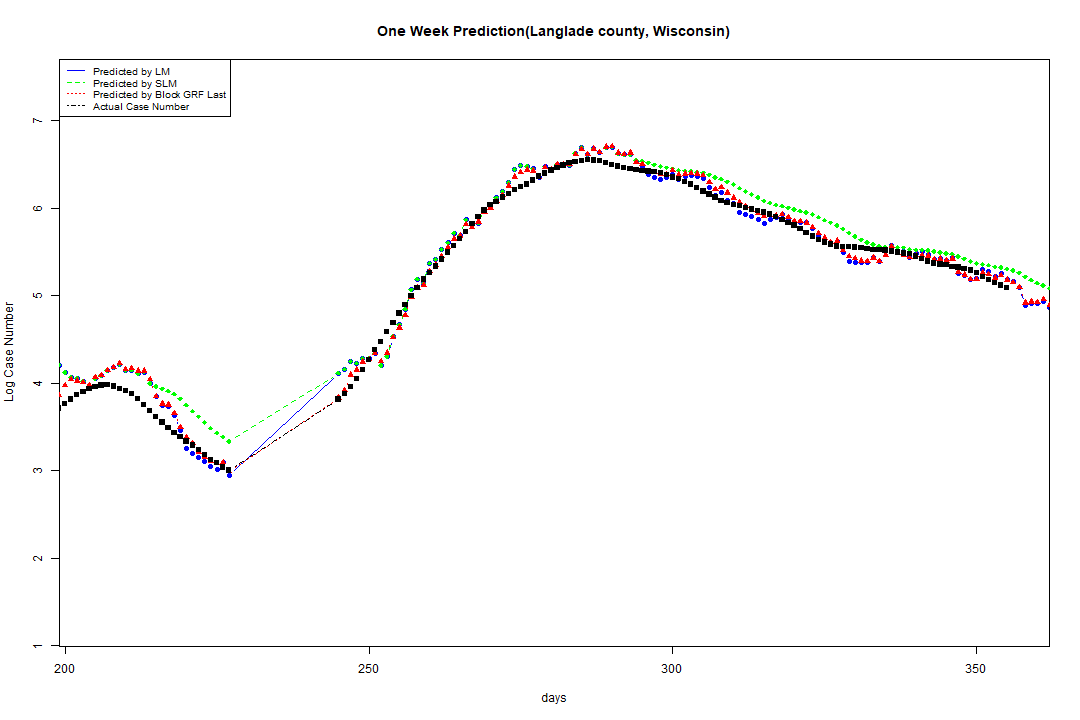 One Week Prediction(Langlade county, Wisconsin)
Predicted by LM
Predicted by SLM
Predicted by Block GRF Last
Actual Case Number
7
6
5
4
3
2
1
Log Case Number
200 250 300 350
days